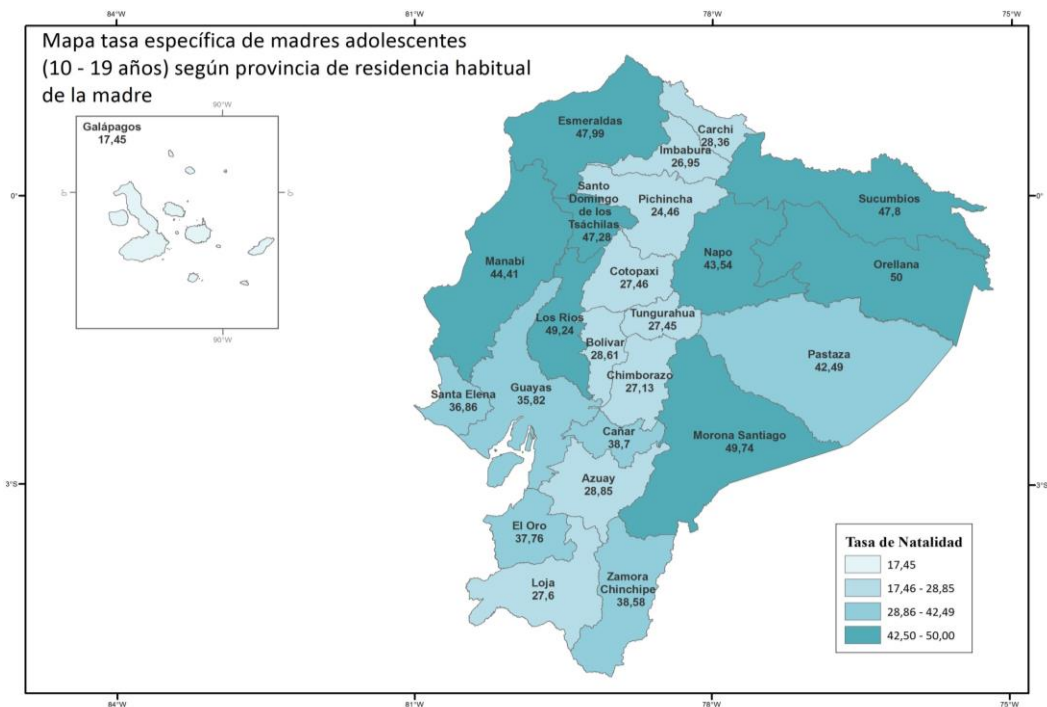 84°W
81°W
78°W
75°W
Mapa tasa específica de madres adolescentes
(10 - 19 años) según provincia de residencia habitual
de la madre
90°W
Galápagos
17,45
0°
0°
90°W
Esmeraldas
47,99
Carchi
28,36
Imbabura
26,95
Santo
Domingo
de los
Tsáchilas
47,28
Pichincha
24,46
Sucumbios
47,8
0°
0°
Napo
43,54
Orellana
50
Manabi
44,41
Cotopaxi
27,46
Los Rios
49,24
Tungurahua
27,45
Bolivar
28,61
Pastaza
42,49
Chimborazo
27,13
Santa Elena
36,86
Guayas
35,82
Cañar
38,7
Morona Santiago
49,74
Azuay
28,85
3°S
3°S
El Oro
37,76
Loja
27,6
Zamora
Chinchipe
38,58
Tasa de Natalidad
17,45
17,46 - 28,85
28,86 - 42,49
42,50 - 50,00
84°W
81°W
78°W
75°W